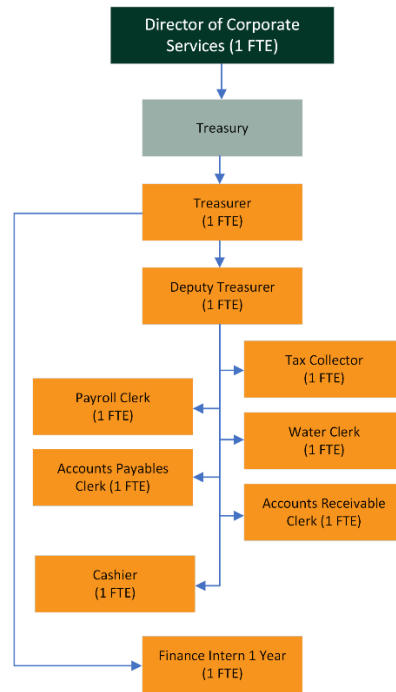 Director of Corporate
Services (1 FTE)
Treasury
Treasurer
(1 FTE)
Deputy Treasurer
(1 FTE)
Tax Collector
(1 FTE)
Payroll Clerk
(1 FTE)
Water Clerk
(1 FTE)
Accounts Payables
Clerk (1 FTE)
Accounts Receivable
Clerk (1 FTE)
Cashier
(1 FTE)
Finance Intern 1 Year
(1 FTE)